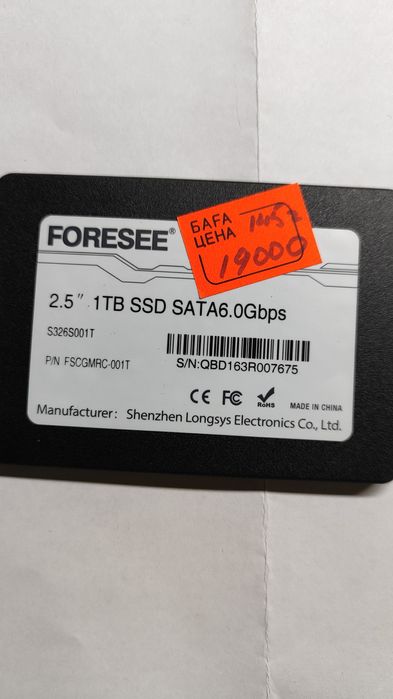 FORESEE®
БАҒА
ЦЕНА
19000
2.5" 1TB SSD SATA6.0Gbps
S326S001T
P/N FSCGMRC-001T
S/N:QBD163R007675
CE FC RoHS MADE IN CHINA
Manufacturer: Shenzhen Longsys Electronics Co., Ltd.